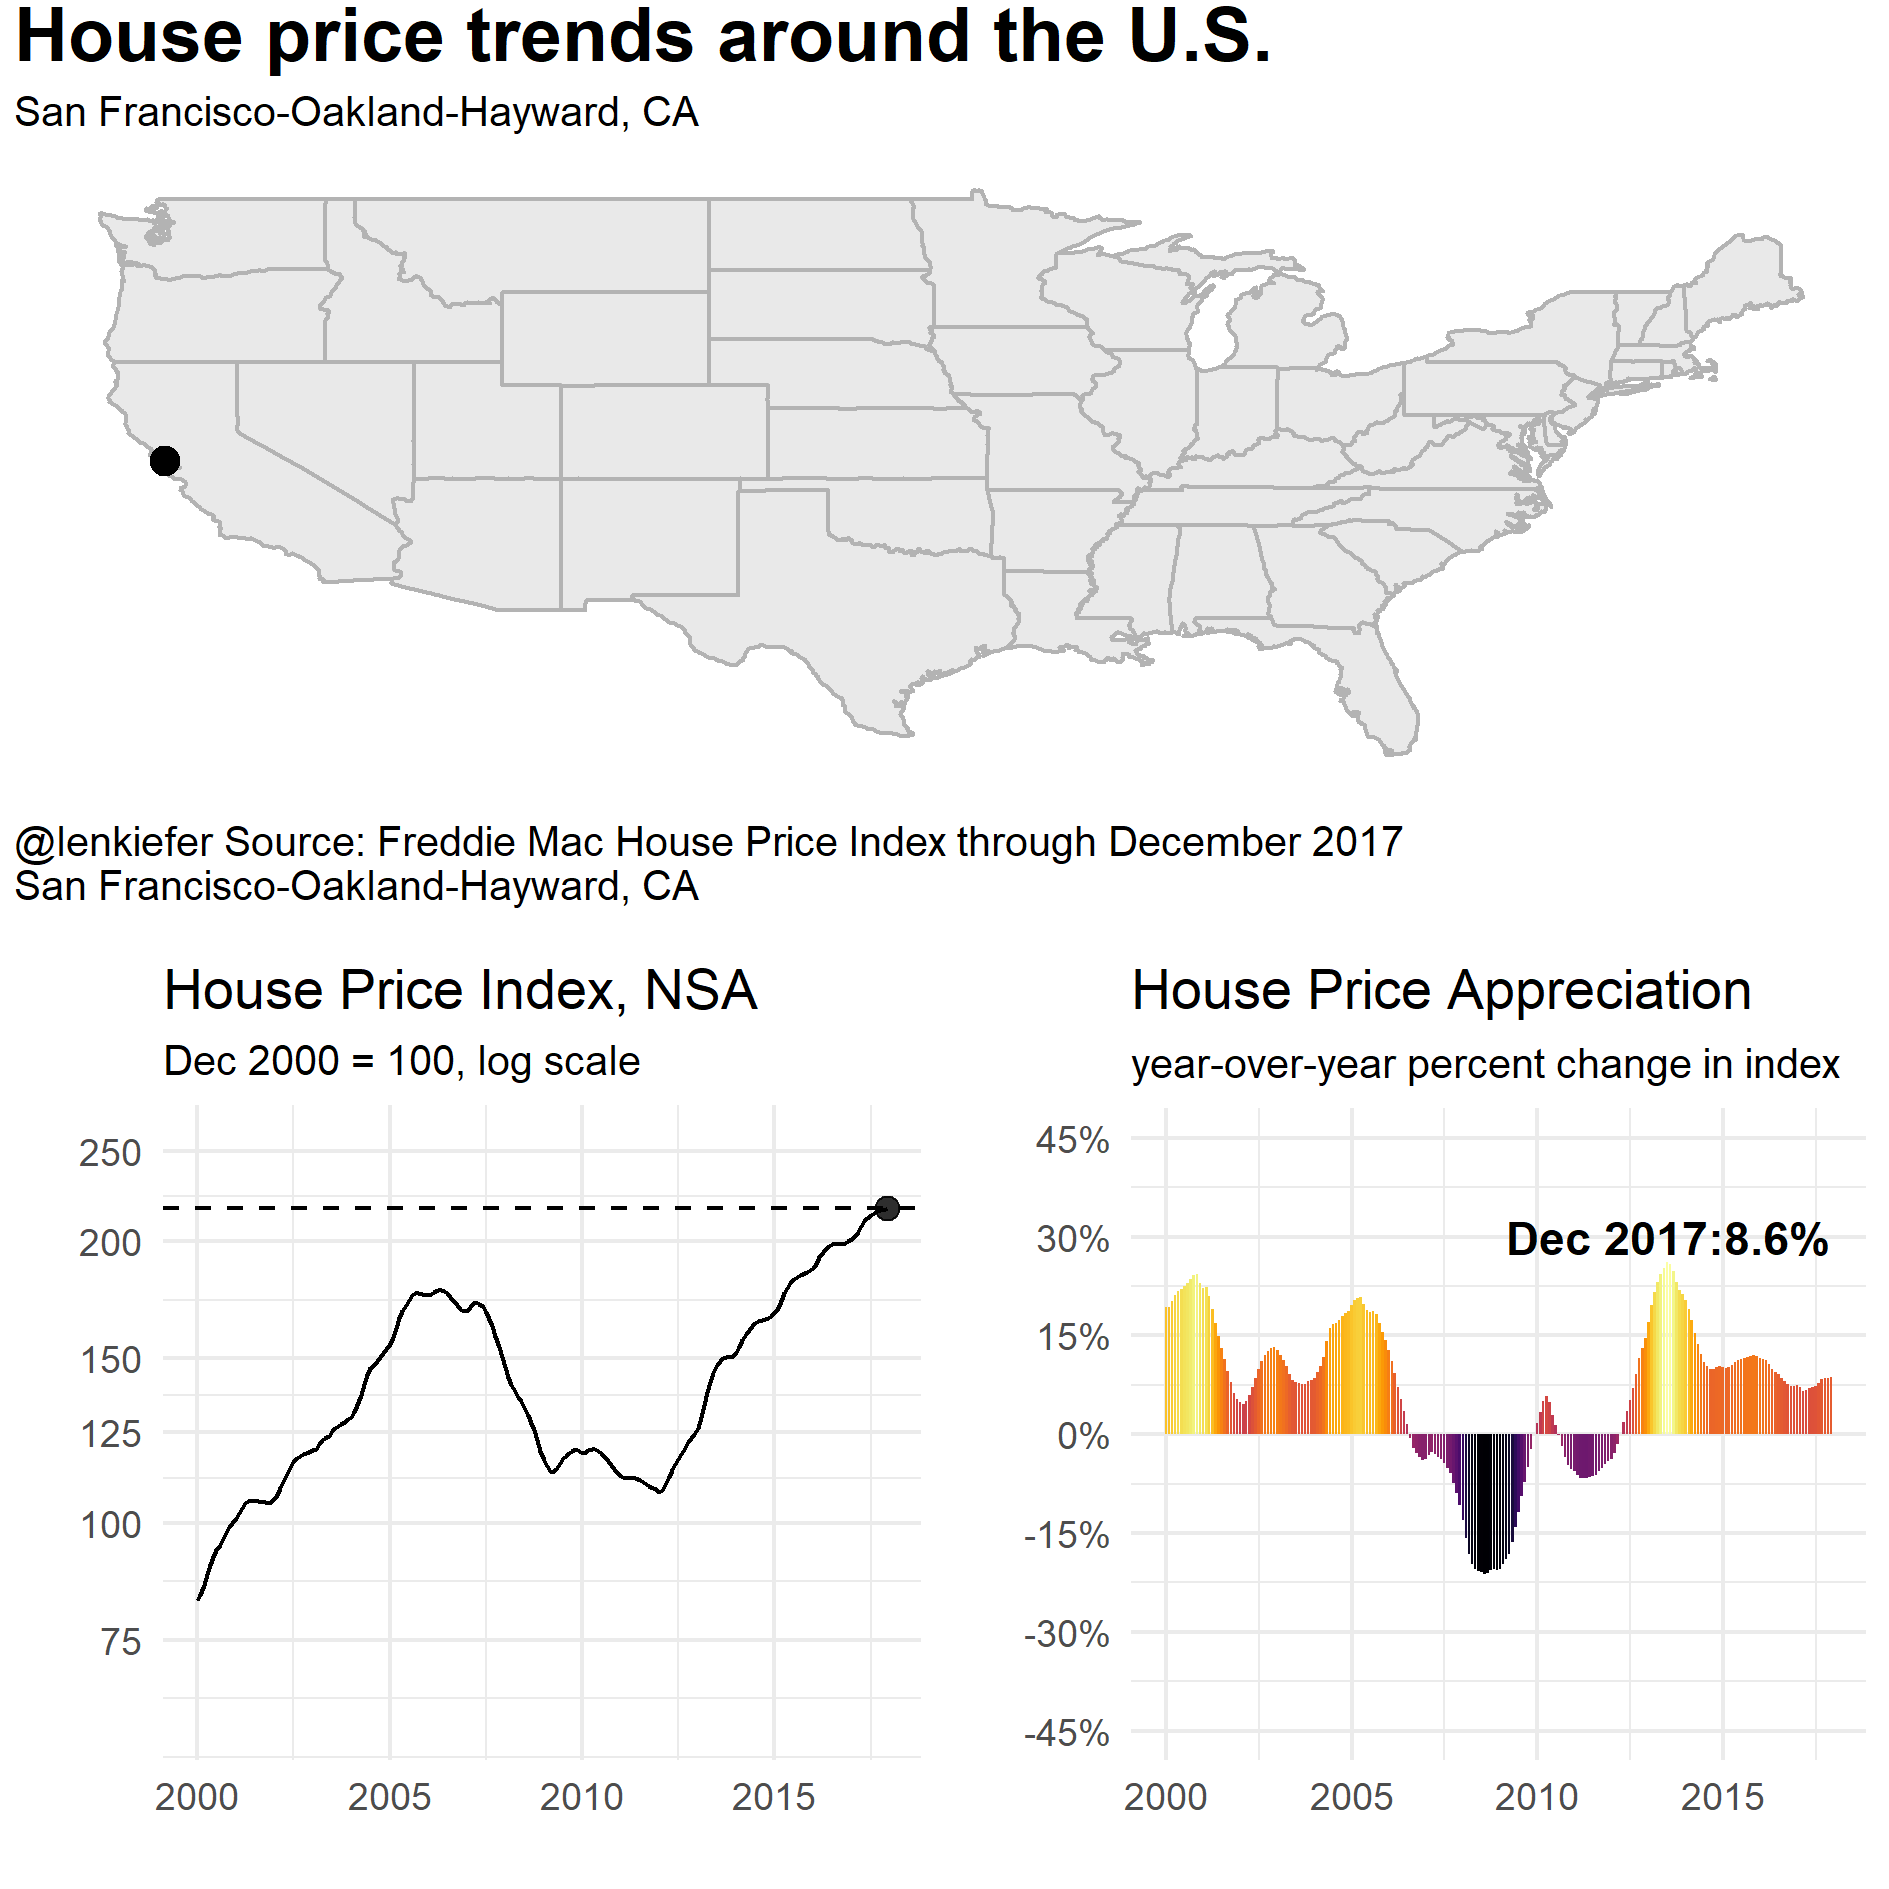 House price trends around the U.S.
San Francisco-Oakland-Hayward, CA
@lenkiefer Source: Freddie Mac House Price Index through December 2017
San Francisco-Oakland-Hayward, CA
House Price Index, NSA
Dec 2000 = 100, log scale
250
200
150
125
100
75
2000 2005 2010 2015
House Price Appreciation
year-over-year percent change in index
45%
30%
Dec 2017:8.6%
15%
0%
-15%
-30%
-45%
2000 2005 2010 2015